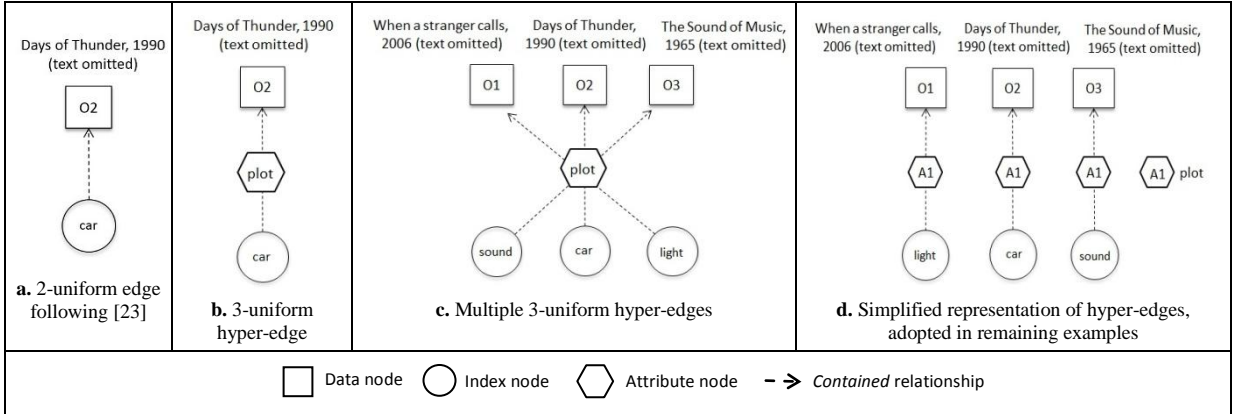 Days of Thunder, 1990
(text omitted)
O2
car
a. 2-uniform edge
following [23]
Days of Thunder, 1990
(text omitted)
O2
plot
car
b. 3-uniform
hyper-edge
When a stranger calls,
2006 (text omitted)
Days of Thunder,
1990 (text omitted)
The Sound of Music,
1965 (text omitted)
O1 O2 O3
plot
sound car light
c. Multiple 3-uniform hyper-edges
When a stranger calls,
2006 (text omitted)
Days of Thunder,
1990 (text omitted)
The Sound of Music,
1965 (text omitted)
O1 O2 O3
A1 A1 A1 A1 plot
light car sound
d. Simplified representation of hyper-edges,
adopted in remaining examples
Data node Index node Attribute node Contained relationship